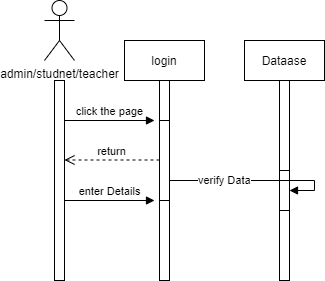 admin/studnet/teacher
login
Dataase
click the page
return
enter Details
verify Data